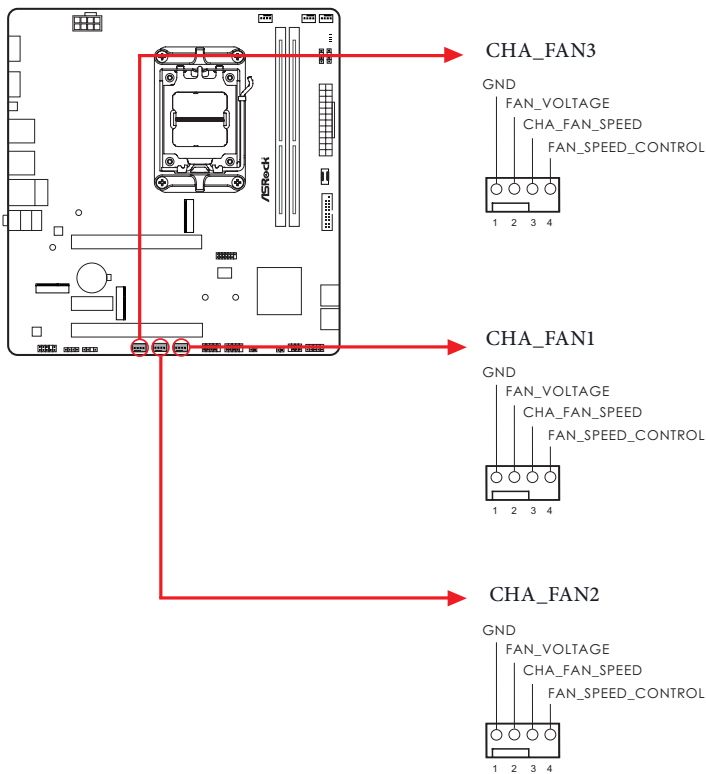 ASRock
CHA_FAN3
GND
FAN_VOLTAGE
CHA_FAN_SPEED
FAN_SPEED_CONTROL
1 2 3 4
CHA_FAN1
GND
FAN_VOLTAGE
CHA_FAN_SPEED
FAN_SPEED_CONTROL
1 2 3 4
CHA_FAN2
GND
FAN_VOLTAGE
CHA_FAN_SPEED
FAN_SPEED_CONTROL
1 2 3 4